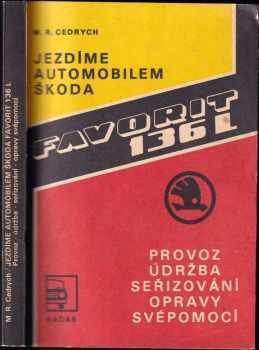 M. R. CEDRYCH
JEZDÍME
AUTOMOBILEM
ŠKODA
FAVORIT
136 L
PROVOZ
ÚDRŽBA
SEŘIZOVÁNÍ
OPRAVY
SVÉPOMOCÍ
NADAS
M. R. Cedrych / JEZDÍME AUTOMOBILEM ŠKODA FAVORIT 136 L
Provoz · údržba · seřizování · opravy svépomocí